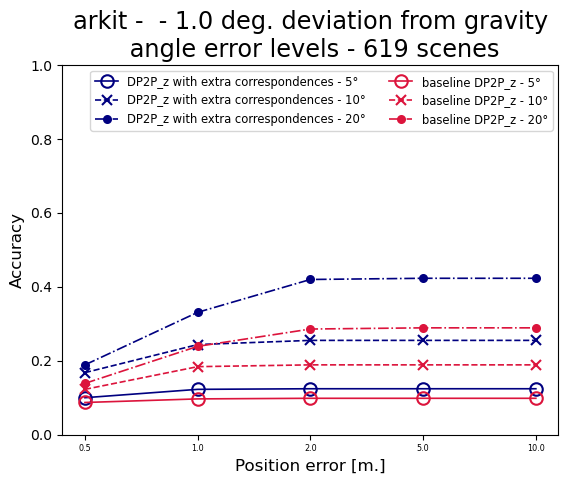 arkit -  - 1.0 deg. deviation from gravity
angle error levels - 619 scenes
DP2P_z with extra correspondences - 5°
DP2P_z with extra correspondences - 10°
DP2P_z with extra correspondences - 20°
baseline DP2P_z - 5°
baseline DP2P_z - 10°
baseline DP2P_z - 20°
Accuracy
1.0
0.8
0.6
0.4
0.2
0.0
0.5 1.0 2.0 5.0 10.0
Position error [m.]